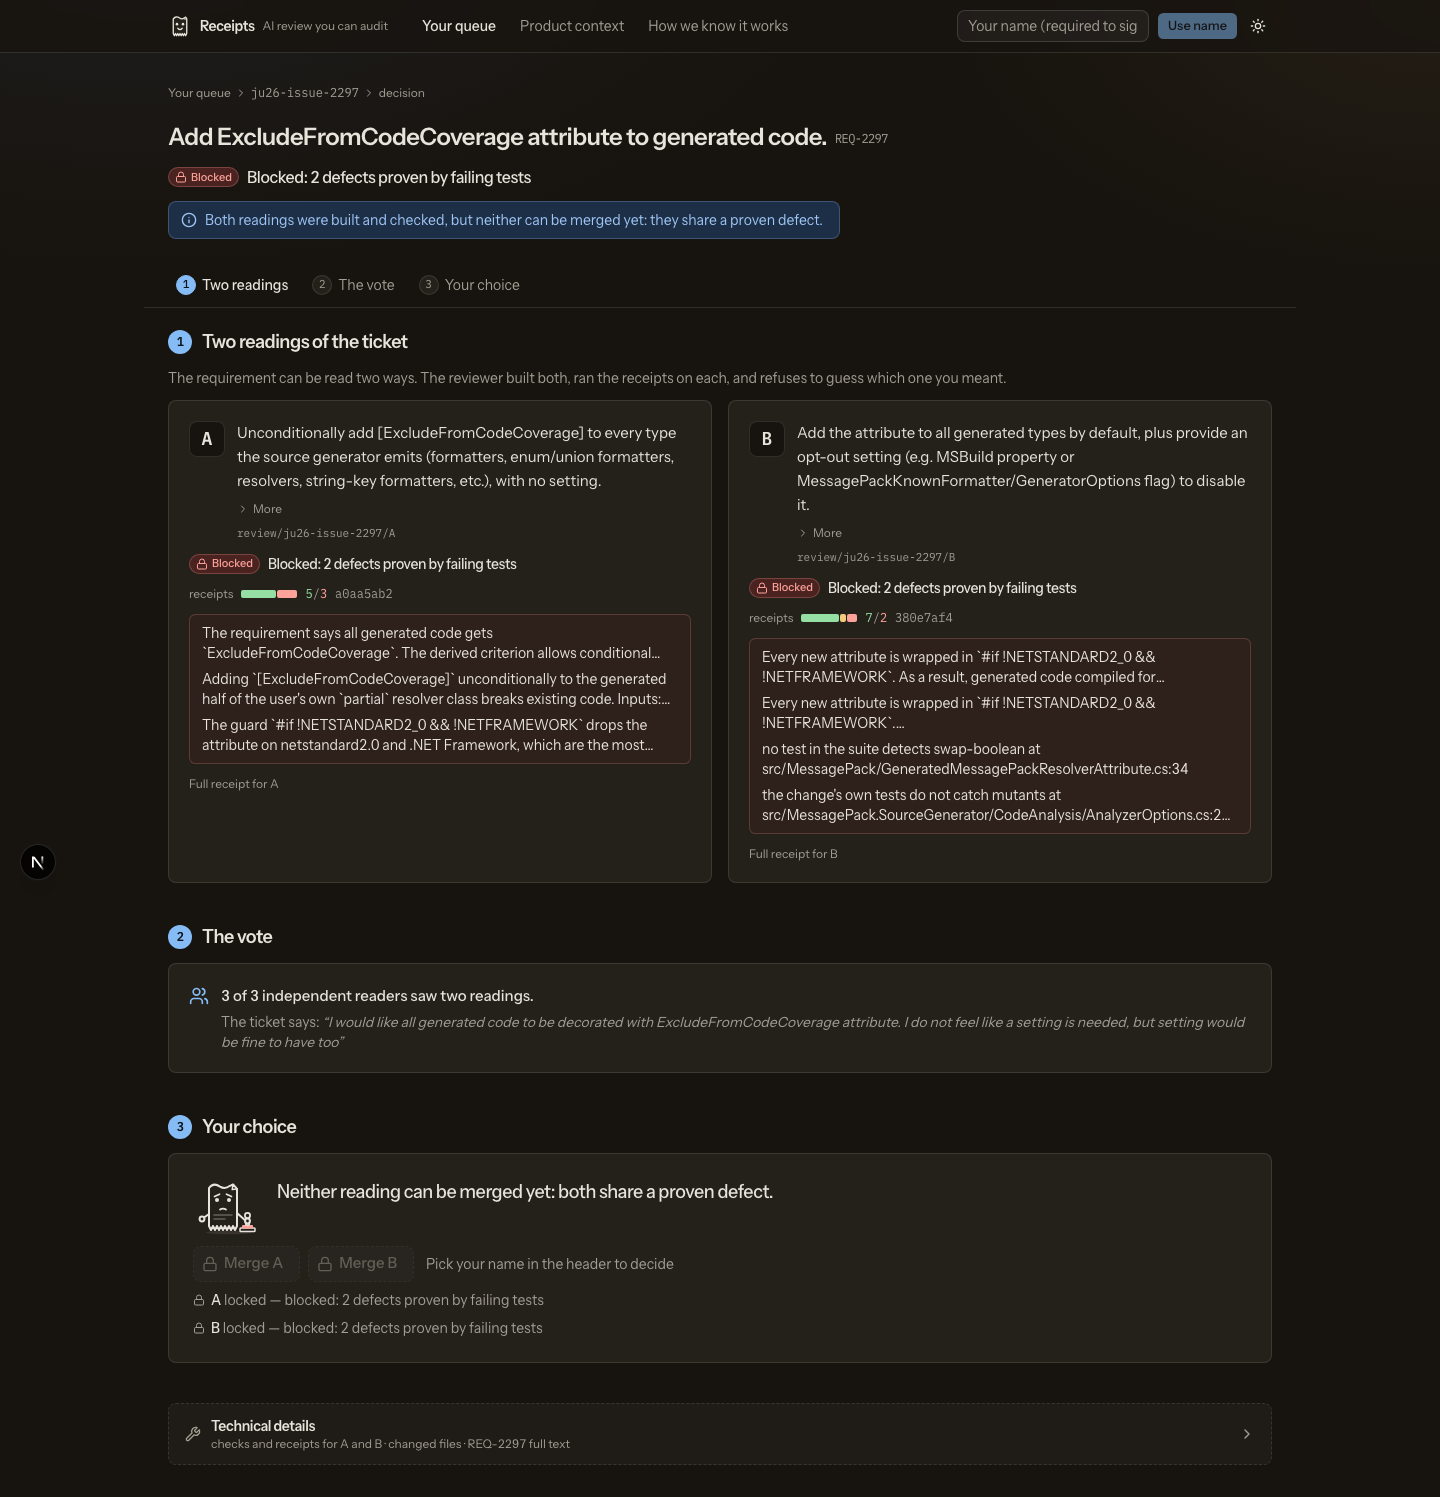 Receipts AI review you can audit Your queue Product context How we know it works Your name (required to sig Use name
Your queue > ju26-issue-2297 > decision
Add ExcludeFromCodeCoverage attribute to generated code. REQ-2297
Blocked Blocked: 2 defects proven by failing tests
Both readings were built and checked, but neither can be merged yet: they share a proven defect.
1 Two readings 2 The vote 3 Your choice
1 Two readings of the ticket
The requirement can be read two ways. The reviewer built both, ran the receipts on each, and refuses to guess which one you meant.
A Unconditionally add [ExcludeFromCodeCoverage] to every type
the source generator emits (formatters, enum/union formatters,
resolvers, string-key formatters, etc.), with no setting.
> More
review/ju26-issue-2297/A
Blocked Blocked: 2 defects proven by failing tests
receipts 5/3 a0aa5ab2
The requirement says all generated code gets
`ExcludeFromCodeCoverage`. The derived criterion allows conditional...
Adding `[ExcludeFromCodeCoverage]` unconditionally to the generated
half of the user's own `partial` resolver class breaks existing code. Inputs:...
The guard `#if !NETSTANDARD2_0 && !NETFRAMEWORK` drops the
attribute on netstandard2.0 and .NET Framework, which are the most...
Full receipt for A
B Add the attribute to all generated types by default, plus provide an
opt-out setting (e.g. MSBuild property or
MessagePackKnownFormatter/GeneratorOptions flag) to disable
it.
> More
review/ju26-issue-2297/B
Blocked Blocked: 2 defects proven by failing tests
receipts 7/2 380e7af4
Every new attribute is wrapped in `#if !NETSTANDARD2_0 &&
!NETFRAMEWORK`. As a result, generated code compiled for...
Every new attribute is wrapped in `#if !NETSTANDARD2_0 &&
!NETFRAMEWORK`....
no test in the suite detects swap-boolean at
src/MessagePack/GeneratedMessagePackResolverAttribute.cs:34
the change's own tests do not catch mutants at
src/MessagePack.SourceGenerator/CodeAnalysis/AnalyzerOptions.cs:2...
Full receipt for B
N
2 The vote
3 of 3 independent readers saw two readings.
The ticket says: “I would like all generated code to be decorated with ExcludeFromCodeCoverage attribute. I do not feel like a setting is needed, but setting would
be fine to have too”
3 Your choice
Neither reading can be merged yet: both share a proven defect.
Merge A Merge B Pick your name in the header to decide
A locked — blocked: 2 defects proven by failing tests
B locked — blocked: 2 defects proven by failing tests
Technical details
checks and receipts for A and B · changed files · REQ-2297 full text